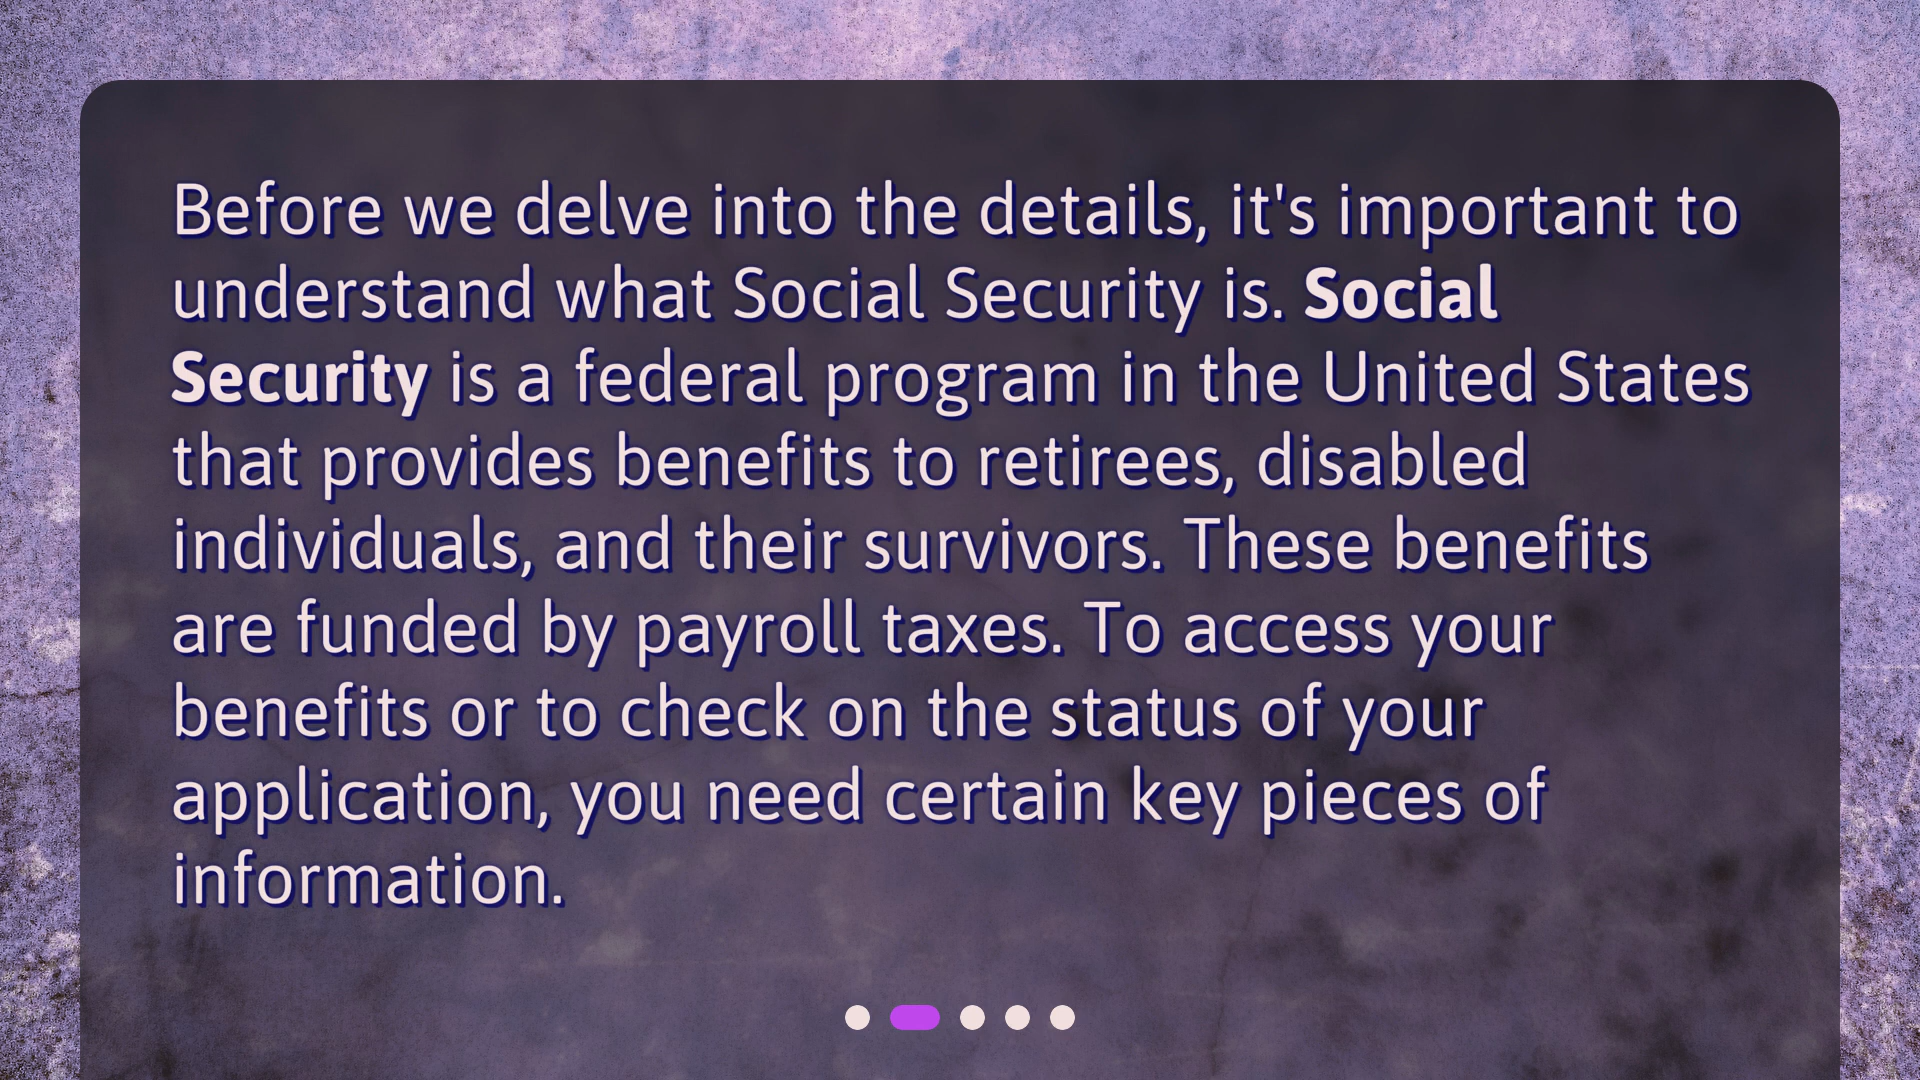 Before we delve into the details, it's important to
understand what Social Security is. Social
Security is a federal program in the United States
that provides benefits to retirees, disabled
individuals, and their survivors. These benefits
are funded by payroll taxes. To access your
benefits or to check on the status of your
application, you need certain key pieces of
information.